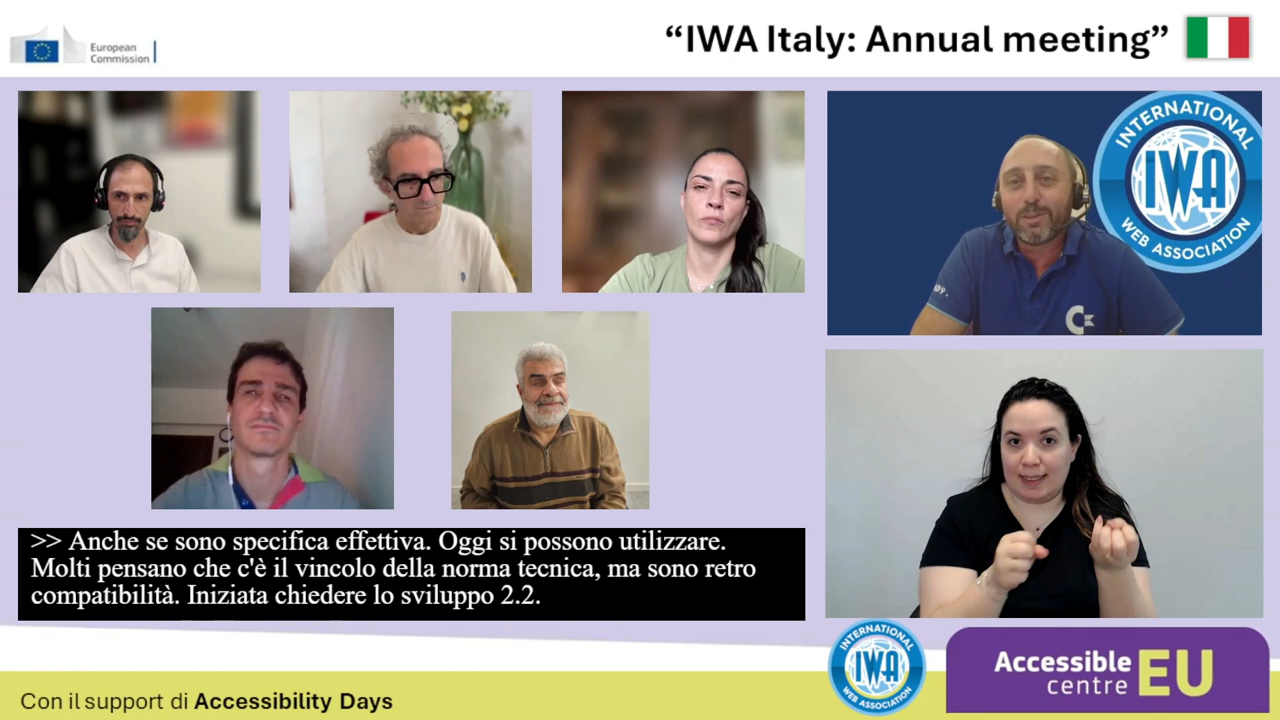 European
Commission
“IWA Italy: Annual meeting”
INTERNATIONAL
IWA
WEB ASSOCIATION
>> Anche se sono specifica effettiva. Oggi si possono utilizzare.
Molti pensano che c'è il vincolo della norma tecnica, ma sono retro
compatibilità. Iniziata chiedere lo sviluppo 2.2.
INTERNATIONAL
IWA
WEB ASSOCIATION
Accessible
centre EU
Con il support di Accessibility Days